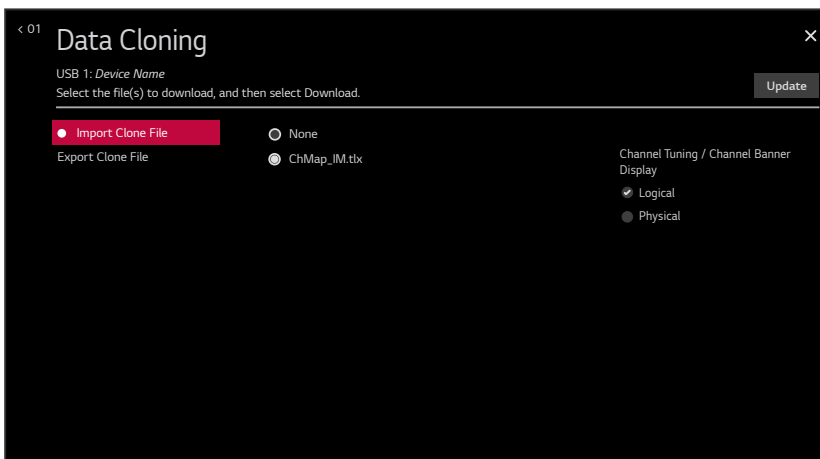 < 01
Data Cloning
USB 1: Device Name
Select the file(s) to download, and then select Download.
Update
Import Clone File
Export Clone File
None
ChMap_IM.tlx
Channel Tuning / Channel Banner
Display
Logical
Physical